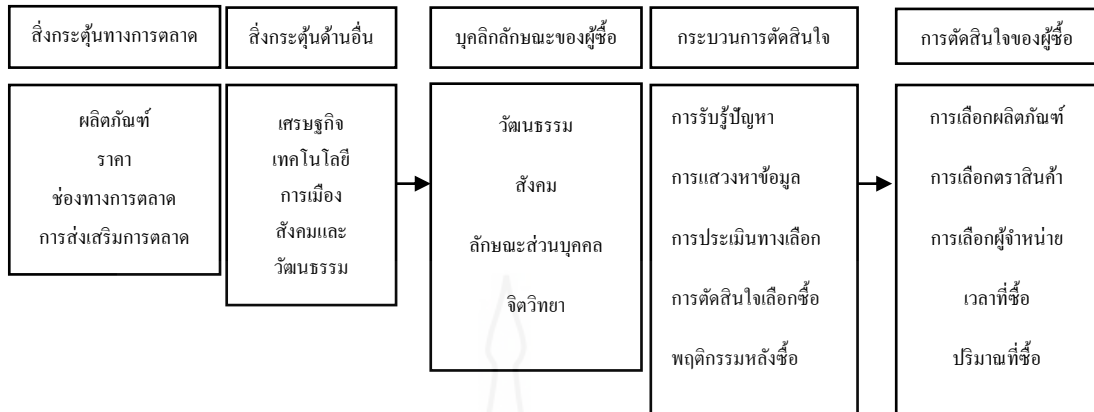 สิ่งกระตุ้นทางการตลาด
ผลิตภัณฑ์
ราคา
ช่องทางการตลาด
การส่งเสริมการตลาด
สิ่งกระตุ้นด้านอื่น
เศรษฐกิจ
เทคโนโลยี
การเมือง
สังคมและ
วัฒนธรรม
บุคลิกลักษณะของผู้ซื้อ
วัฒนธรรม
สังคม
ลักษณะส่วนบุคคล
จิตวิทยา
กระบวนการตัดสินใจ
การรับรู้ปัญหา
การแสวงหาข้อมูล
การประเมินทางเลือก
การตัดสินใจเลือกซื้อ
พฤติกรรมหลังซื้อ
การตัดสินใจของผู้ซื้อ
การเลือกผลิตภัณฑ์
การเลือกตราสินค้า
การเลือกผู้จำหน่าย
เวลาที่ซื้อ
ปริมาณที่ซื้อ